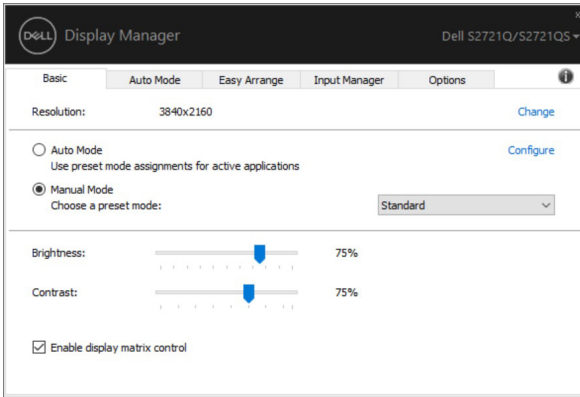 DELL Display Manager
Dell S2721Q/S2721QS
Basic Auto Mode Easy Arrange Input Manager Options
Resolution: 3840x2160 Change
Auto Mode Configure
Use preset mode assignments for active applications
Manual Mode
Choose a preset mode: Standard
Brightness: 75%
Contrast: 75%
Enable display matrix control